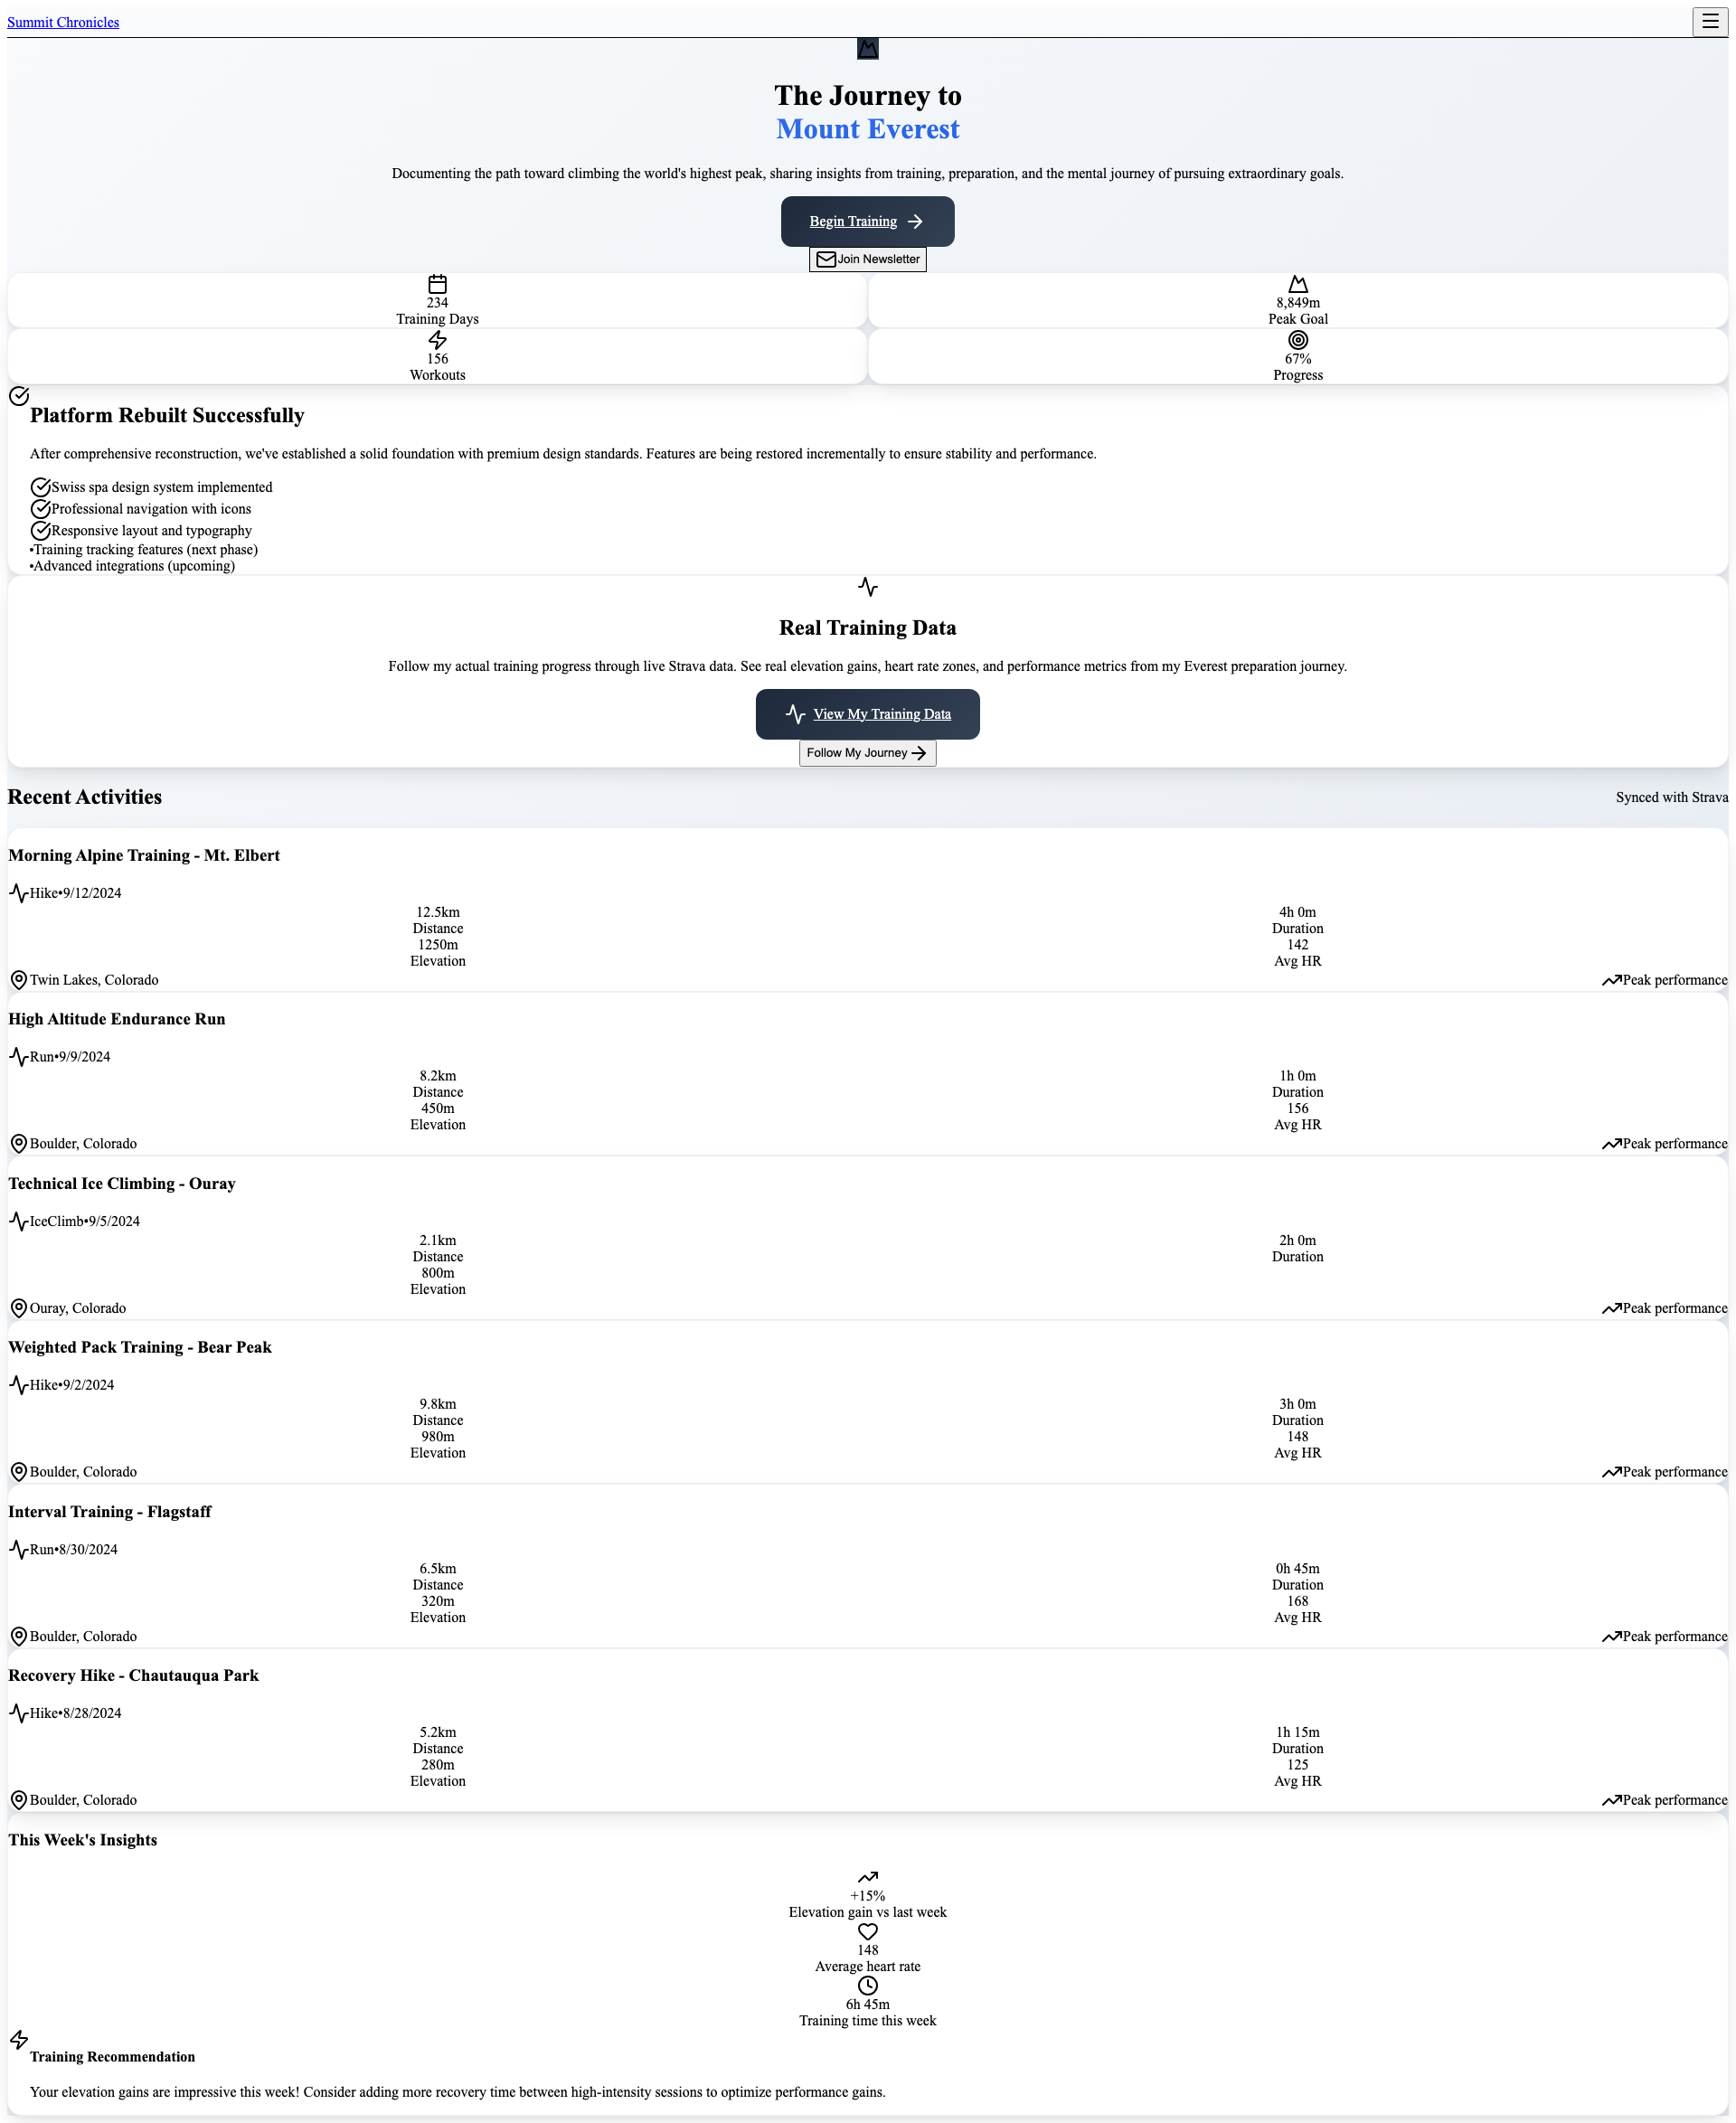 Summit Chronicles
The Journey to
Mount Everest
Documenting the path toward climbing the world's highest peak, sharing insights from training, preparation, and the mental journey of pursuing extraordinary goals.
Begin Training
Join Newsletter
234
Training Days
8,849m
Peak Goal
156
Workouts
67%
Progress
Platform Rebuilt Successfully
After comprehensive reconstruction, we've established a solid foundation with premium design standards. Features are being restored incrementally to ensure stability and performance.
Swiss spa design system implemented
Professional navigation with icons
Responsive layout and typography
•Training tracking features (next phase)
•Advanced integrations (upcoming)
Real Training Data
Follow my actual training progress through live Strava data. See real elevation gains, heart rate zones, and performance metrics from my Everest preparation journey.
View My Training Data
Follow My Journey
Recent Activities
Synced with Strava
Morning Alpine Training - Mt. Elbert
Hike•9/12/2024
12.5km
Distance
4h 0m
Duration
1250m
Elevation
142
Avg HR
Twin Lakes, Colorado
Peak performance
High Altitude Endurance Run
Run•9/9/2024
8.2km
Distance
1h 0m
Duration
450m
Elevation
156
Avg HR
Boulder, Colorado
Peak performance
Technical Ice Climbing - Ouray
IceClimb•9/5/2024
2.1km
Distance
2h 0m
Duration
800m
Elevation
Ouray, Colorado
Peak performance
Weighted Pack Training - Bear Peak
Hike•9/2/2024
9.8km
Distance
3h 0m
Duration
980m
Elevation
148
Avg HR
Boulder, Colorado
Peak performance
Interval Training - Flagstaff
Run•8/30/2024
6.5km
Distance
0h 45m
Duration
320m
Elevation
168
Avg HR
Boulder, Colorado
Peak performance
Recovery Hike - Chautauqua Park
Hike•8/28/2024
5.2km
Distance
1h 15m
Duration
280m
Elevation
125
Avg HR
Boulder, Colorado
Peak performance
This Week's Insights
+15%
Elevation gain vs last week
148
Average heart rate
6h 45m
Training time this week
Training Recommendation
Your elevation gains are impressive this week! Consider adding more recovery time between high-intensity sessions to optimize performance gains.